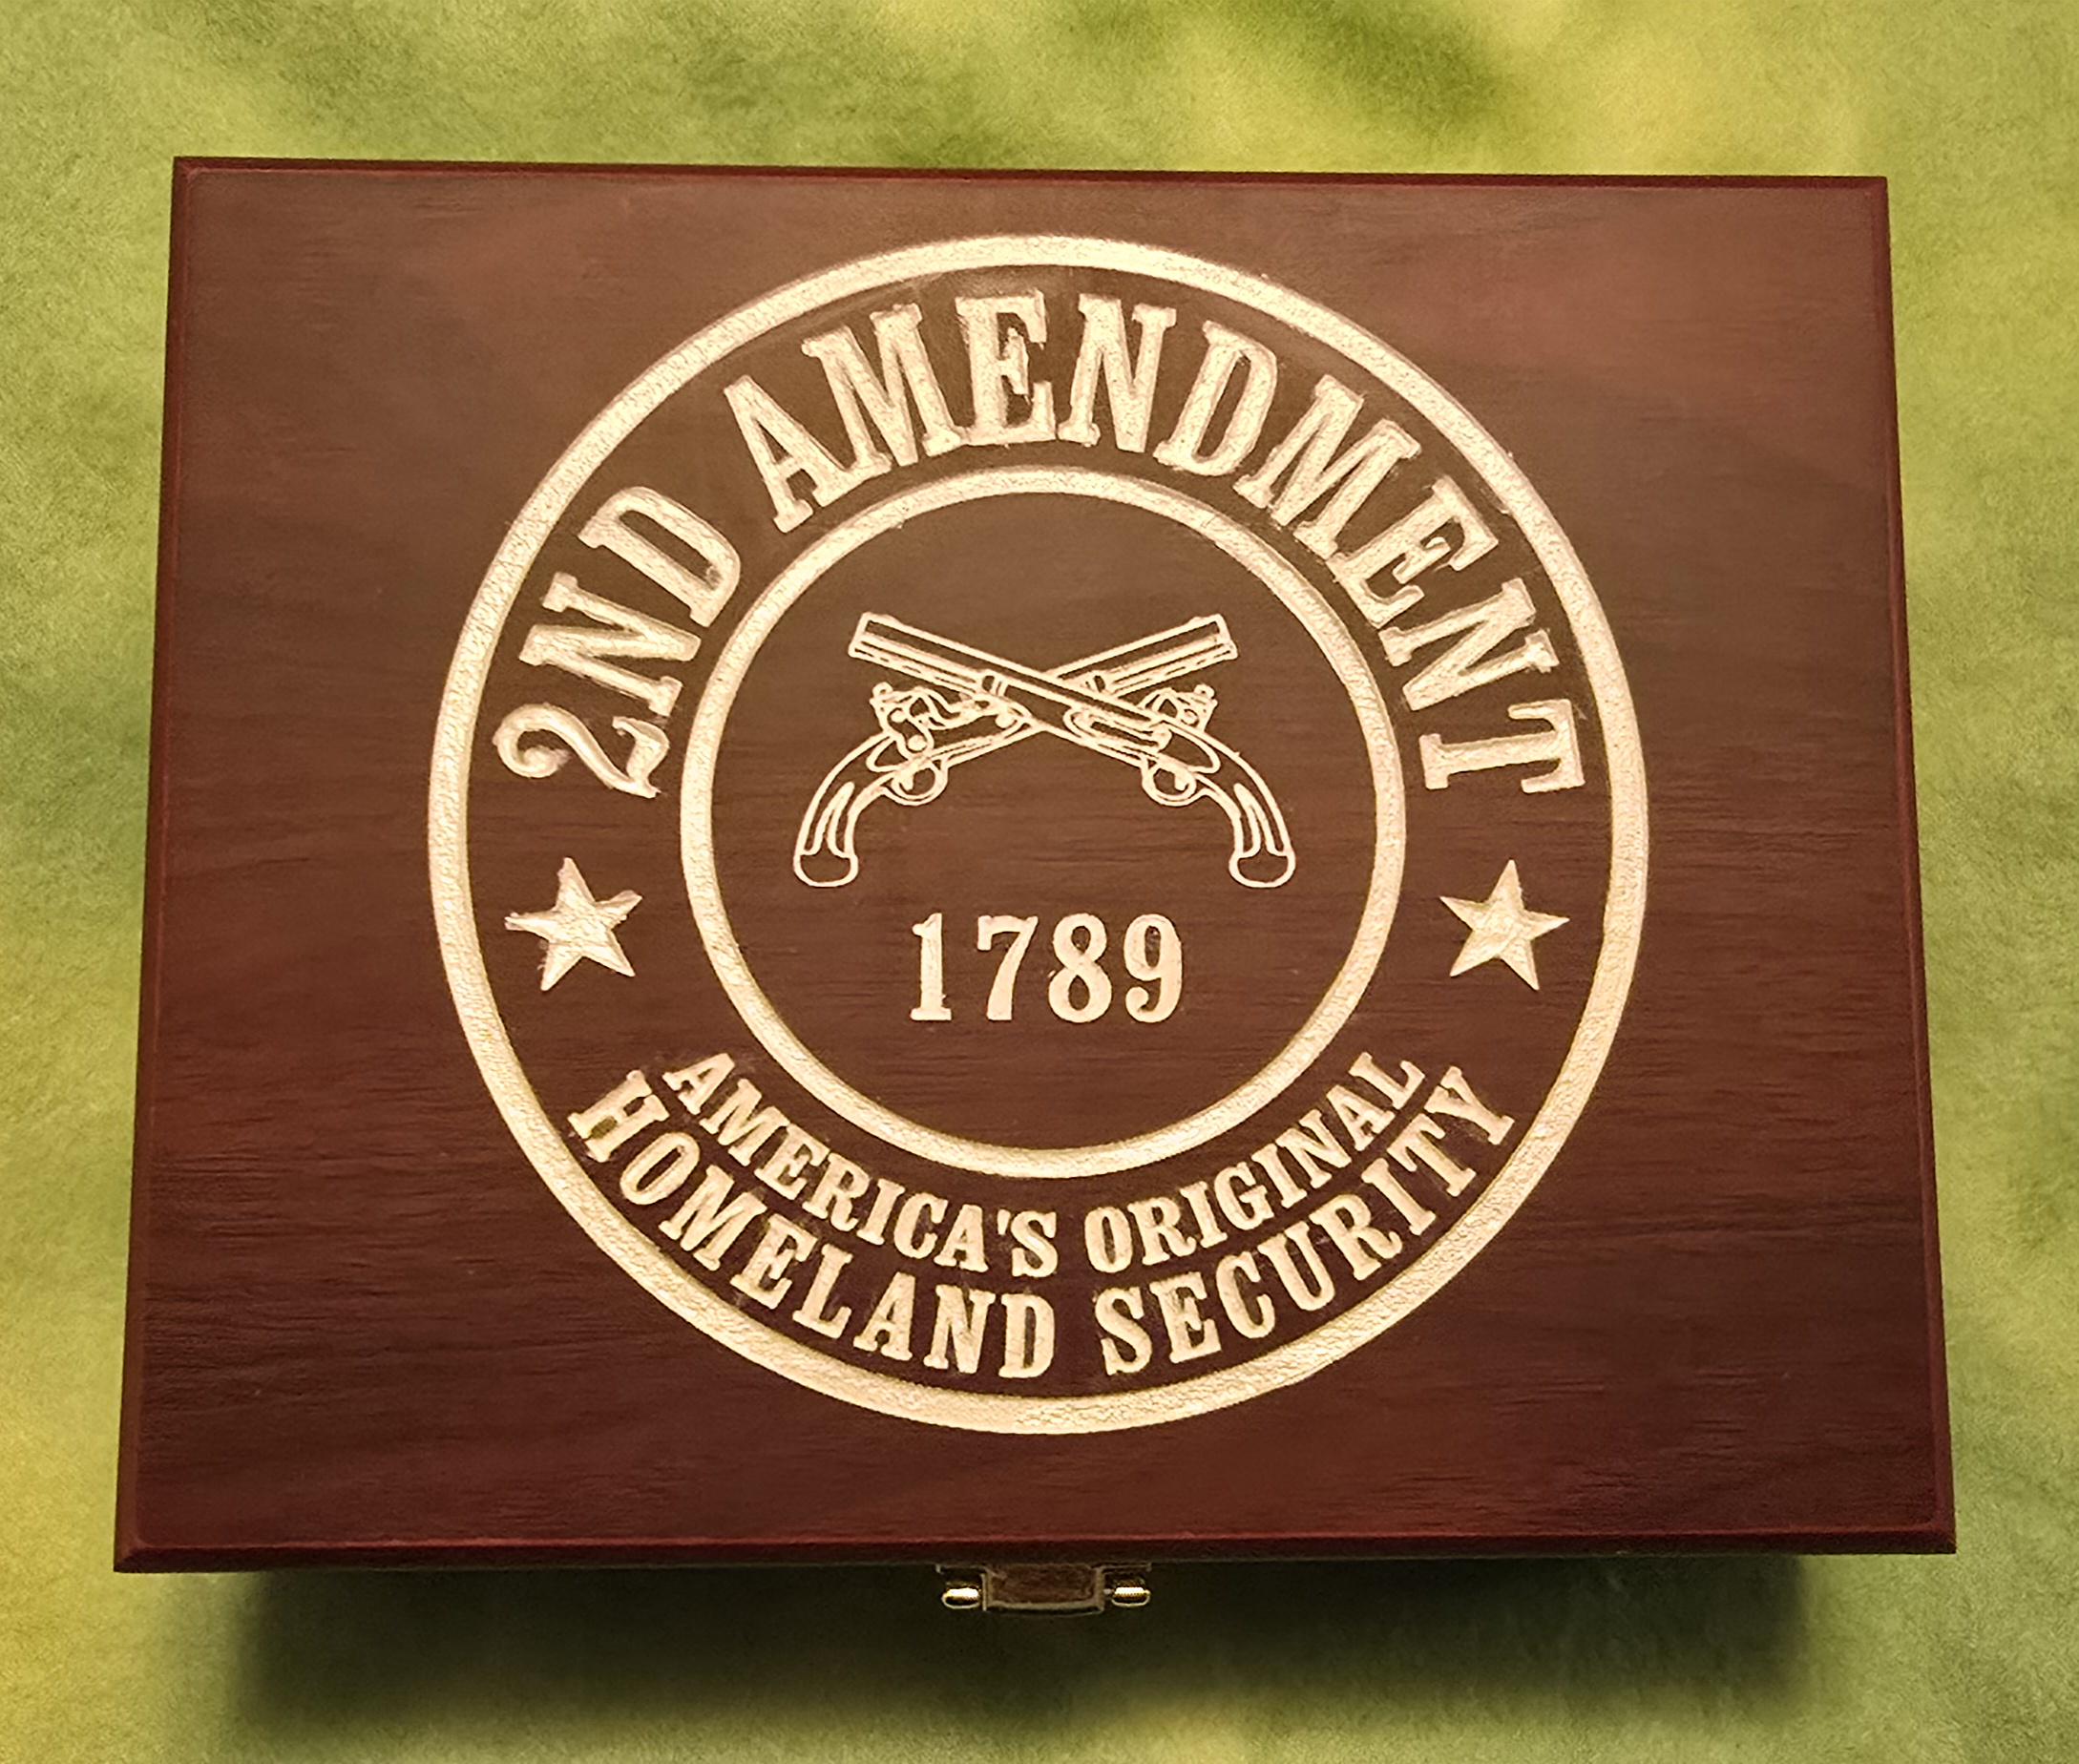 2ND AMENDMENT
1789
AMERICA'S ORIGINAL
HOMELAND SECURITY